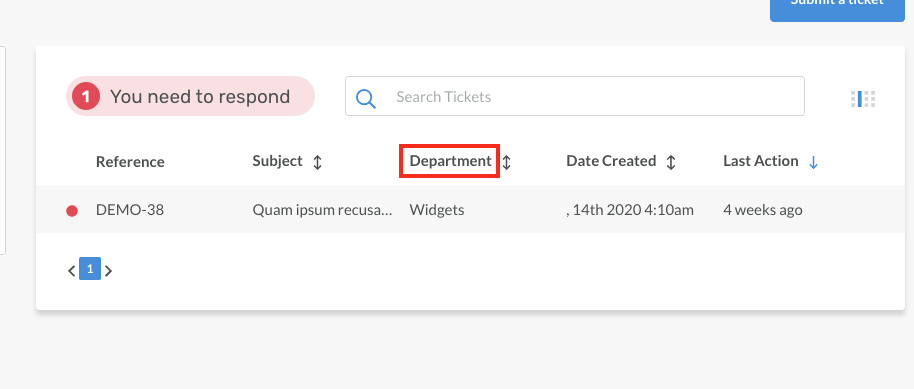 Submit a ticket
1 You need to respond
Search Tickets
Reference Subject Department Date Created Last Action
DEMO-38 Quam ipsum recusa... Widgets , 14th 2020 4:10am 4 weeks ago
1